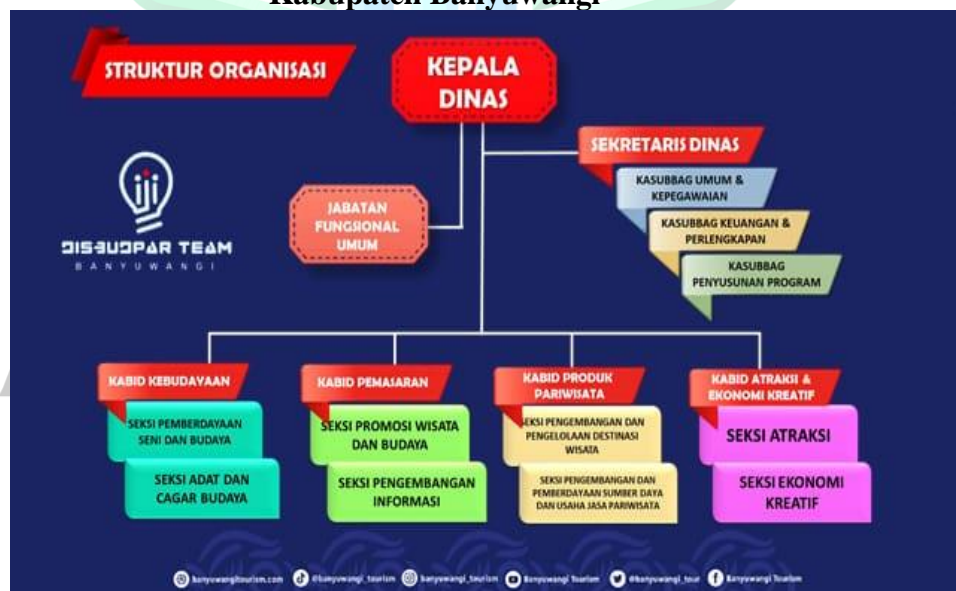 Kabupaten Banyuwangi
STRUKTUR ORGANISASI
KEPALA
DINAS
SEKRETARIS DINAS
KASUBBAG UMUM &
KEPEGAWAIAN
KASUBBAG KEUANGAN &
PERLENGKAPAN
KASUBBAG
PENYUSUNAN PROGRAM
JABATAN
FUNGSIONAL
UMUM
DISBUDPAR TEAM
BANYUWANGI
KABID KEBUDAYAAN
SEKSI PEMBERDAYAAN
SENI DAN BUDAYA
SEKSI ADAT DAN
CAGAR BUDAYA
KABID PEMASARAN
SEKSI PROMOSI WISATA
DAN BUDAYA
SEKSI PENGEMBANGAN
INFORMASI
KABID PRODUK
PARIWISATA
SEKSI PENGEMBANGAN DAN
PENGELOLAAN DESTINASI
WISATA
SEKSI PENGEMBANGAN DAN
PEMBERDAYAAN SUMBER DAYA
DAN USAHA JASA PARIWISATA
KABID ATRAKSI &
EKONOMI KREATIF
SEKSI ATRAKSI
SEKSI EKONOMI
KREATIF
banyuwangitourism.com @banyuwangi_tourism banyuwangi_tourism Banyuwangi Tourism @banyuwangi_tour Banyuwangi Tourism